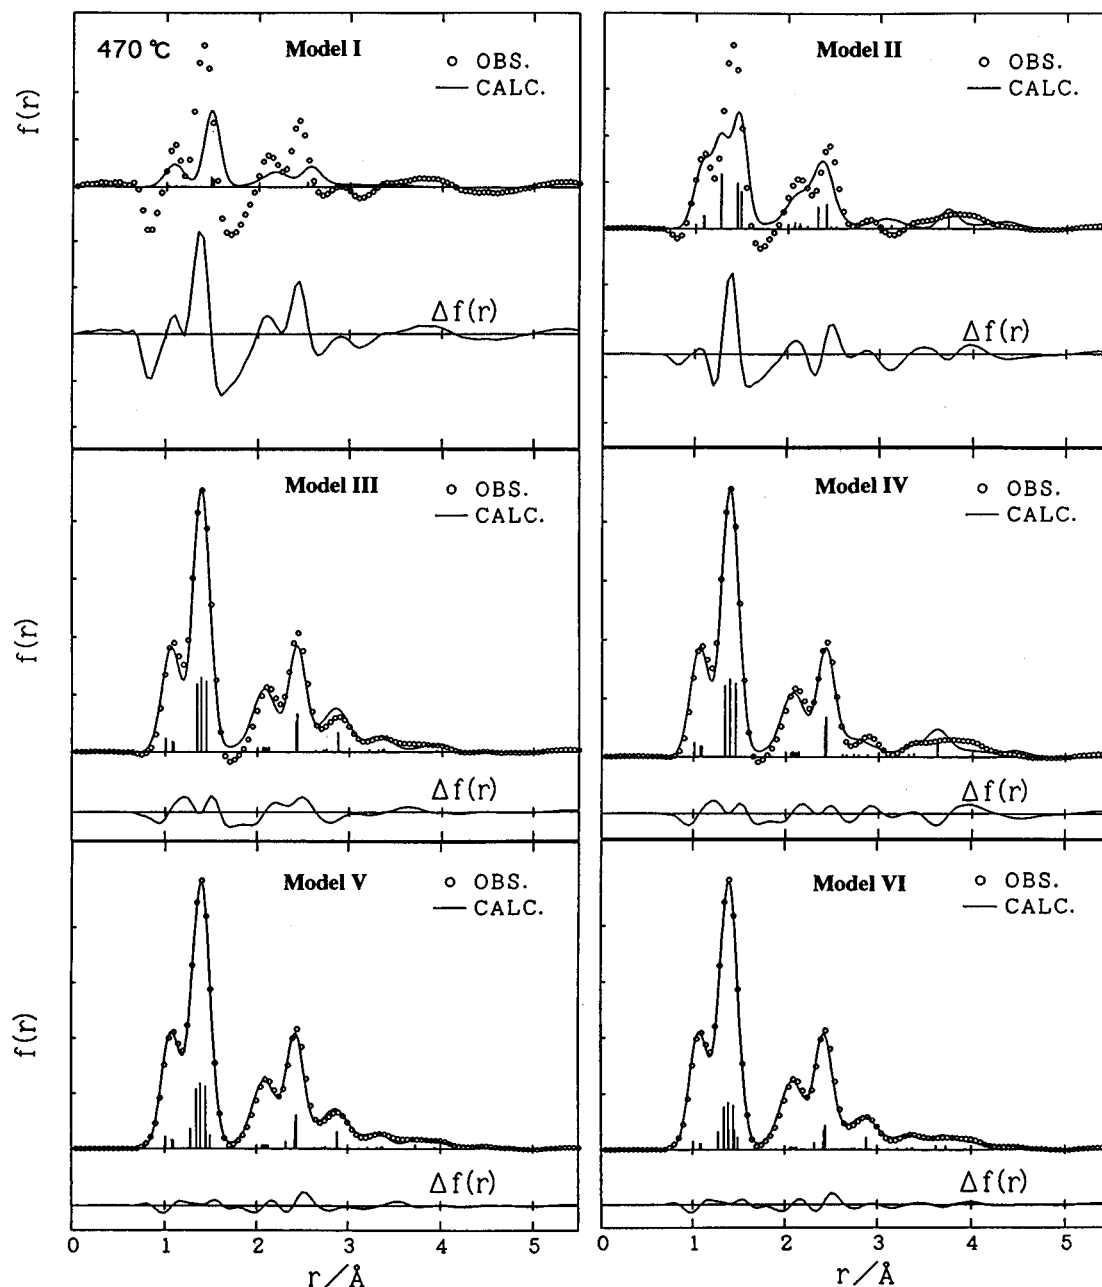 470 ℃
Model I
○ OBS.
— CALC.
f(r)
Δf(r)
Model II
○ OBS.
— CALC.
Δf(r)
Model III
○ OBS.
— CALC.
f(r)
Δf(r)
Model IV
○ OBS.
— CALC.
Δf(r)
Model V
○ OBS.
— CALC.
f(r)
Δf(r)
0 1 2 3 4 5
r/Å
Model VI
○ OBS.
— CALC.
Δf(r)
0 1 2 3 4 5
r/Å